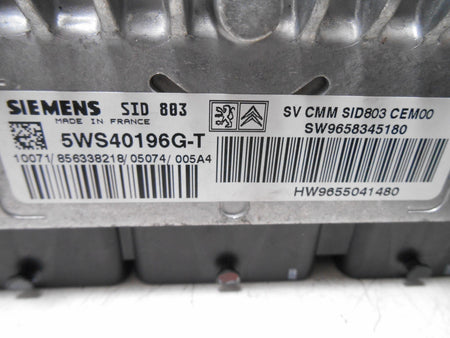 SIEMENS SID 803
MADE IN FRANCE
5WS40196G-T
10071/856338218/05074/005A4
SV CMM SID803 CEM00
SW9658345180
HW9655041480